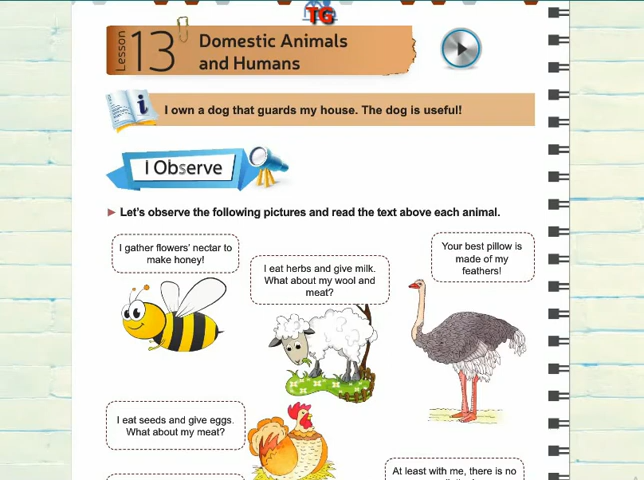 TG
Lesson
13
Domestic Animals
and Humans
i
I own a dog that guards my house. The dog is useful!
I Observe
Let's observe the following pictures and read the text above each animal.
I gather flowers' nectar to
make honey!
I eat herbs and give milk.
What about my wool and
meat?
Your best pillow is
made of my
feathers!
I eat seeds and give eggs.
What about my meat?
At least with me, there is no